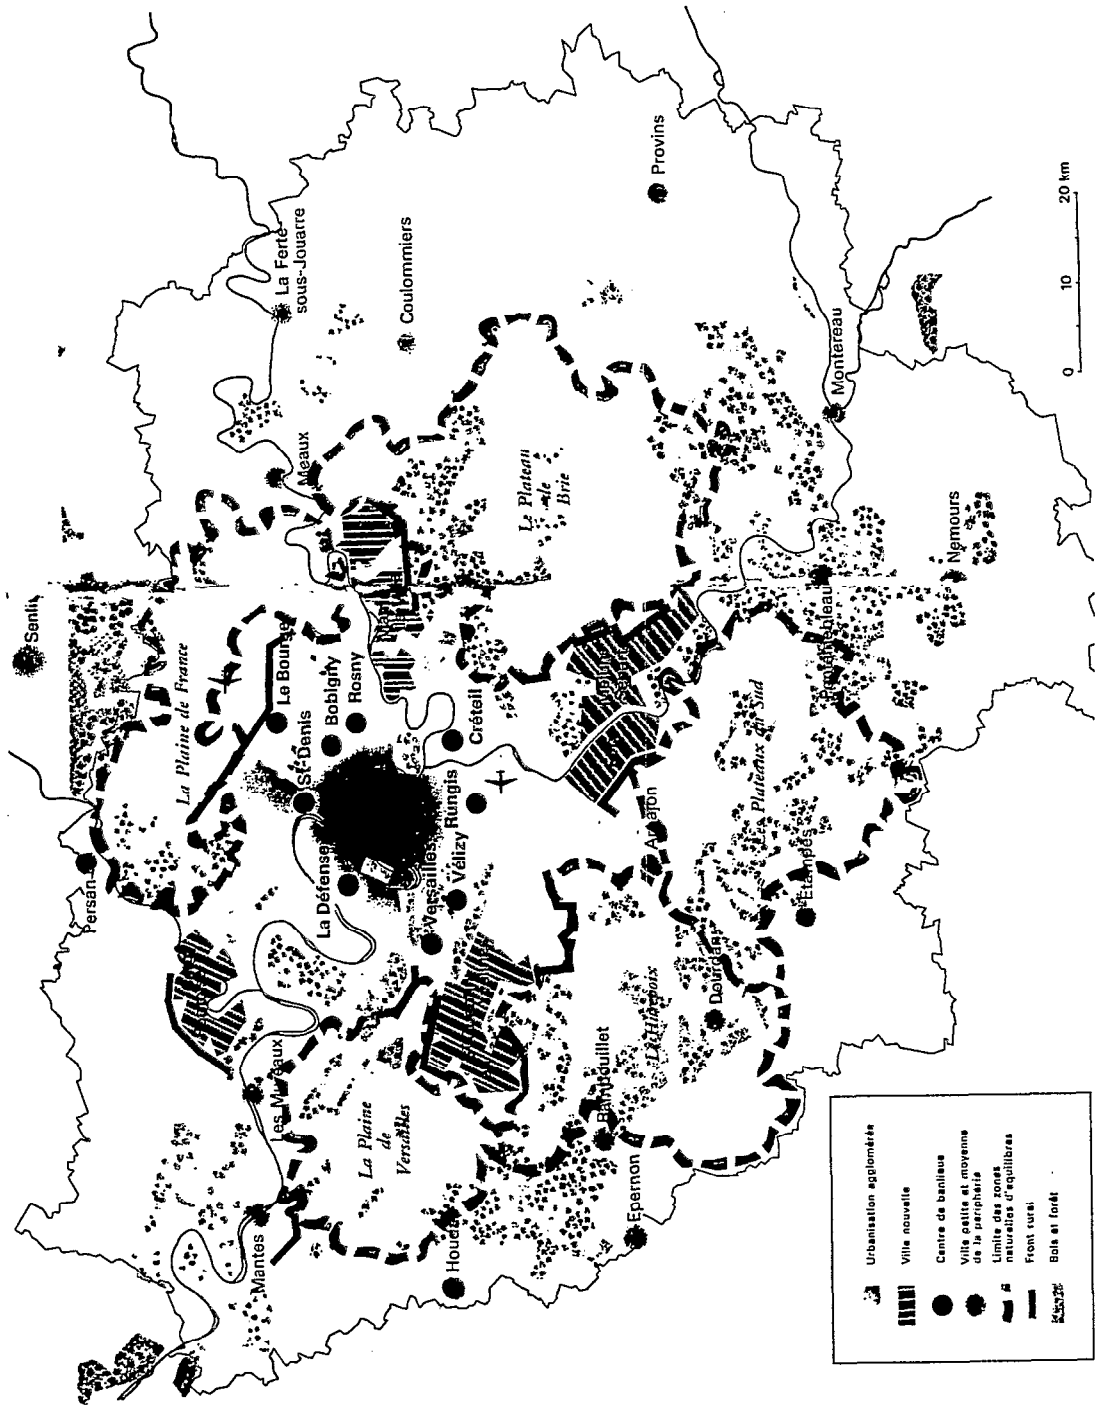 Senlis
Persan
La Plaine de France
Le Bourget
St-Denis
Bobigny
Rosny
La Défense
Créteil
Rungis
Vélizy
Versailles
Mantes
Les Mureaux
La Plaine
de
Versailles
Houdan
Epernon
Rambouillet
Dourdan
Etampes
Arpajon
Les Plateaux du Sud
Meaux
La Ferté
sous-Jouarre
Coulommiers
Provins
Le Plateau
de
Brie
Montereau
Nemours
Fontainebleau
0 10 20 km
Urbanisation agglomérée
Ville nouvelle
Centre de banlieue
Ville petite et moyenne
de la périphérie
Limite des zones
naturelles d'equilibres
Front rural
Bois et forêt